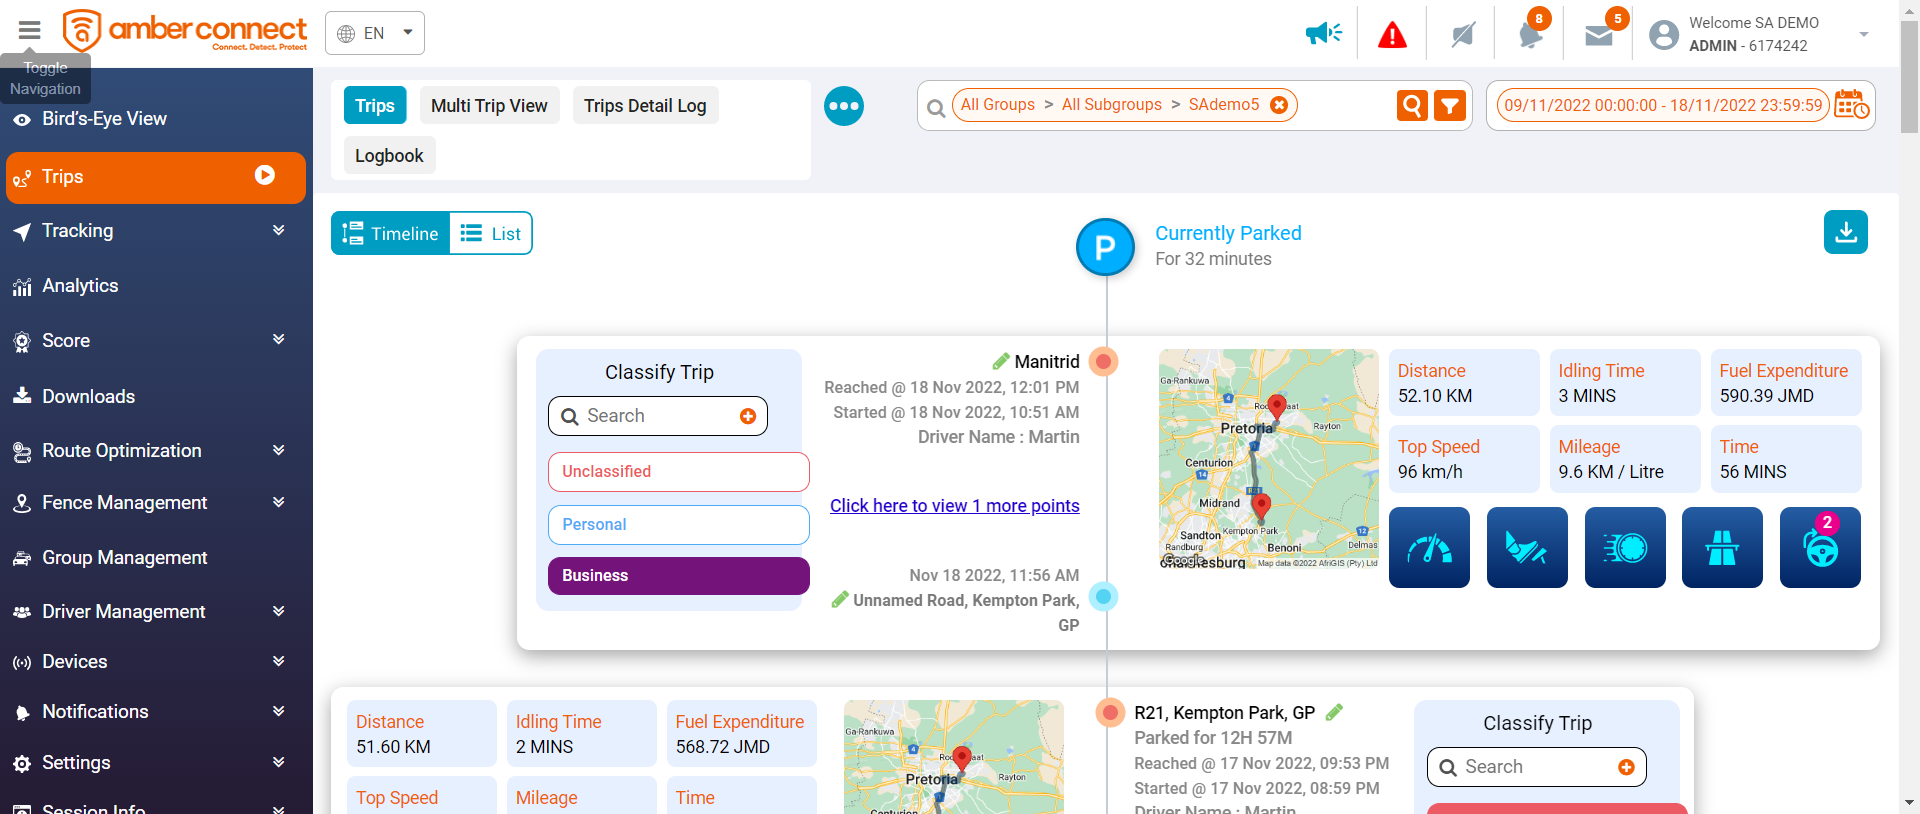 amber connect
Connect. Detect. Protect
EN
8
5
Welcome SA DEMO
ADMIN - 6174242
Toggle
Navigation
Bird's-Eye View
Trips
Tracking
Analytics
Score
Downloads
Route Optimization
Fence Management
Group Management
Driver Management
Devices
Notifications
Settings
Session Info
Trips
Multi Trip View
Trips Detail Log
Logbook
All Groups > All Subgroups > SAdemo5
09/11/2022 00:00:00 - 18/11/2022 23:59:59
Timeline
List
P
Currently Parked
For 32 minutes
Classify Trip
Search
Unclassified
Personal
Business
Manitrid
Reached @ 18 Nov 2022, 12:01 PM
Started @ 18 Nov 2022, 10:51 AM
Driver Name : Martin
Click here to view 1 more points
Nov 18 2022, 11:56 AM
Unnamed Road, Kempton Park,
GP
Ga-Rankuwa
4
Pretoria
Rayton
1
Centurion
14
Midrand
Kempton Park
12
Sandton
Randburg
Benoni
Delmas
Google
Map data ©2022 AfriGIS (Pty) Ltd
Distance
52.10 KM
Idling Time
3 MINS
Fuel Expenditure
590.39 JMD
Top Speed
96 km/h
Mileage
9.6 KM / Litre
Time
56 MINS
2
Distance
51.60 KM
Idling Time
2 MINS
Fuel Expenditure
568.72 JMD
Top Speed
Mileage
Time
Ga-Rankuwa
4
Pretoria
Rayton
1
Centurion
R21, Kempton Park, GP
Parked for 12H 57M
Reached @ 17 Nov 2022, 09:53 PM
Started @ 17 Nov 2022, 08:59 PM
Driver Name : Martin
Classify Trip
Search